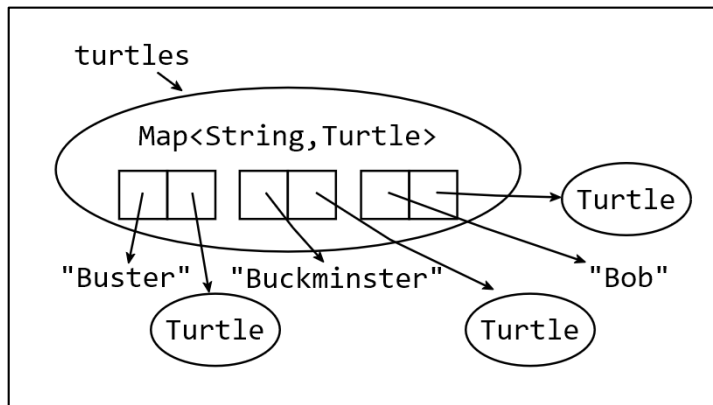 turtles
Map<String,Turtle>
Turtle
"Buster"
"Buckminster"
"Bob"
Turtle
Turtle